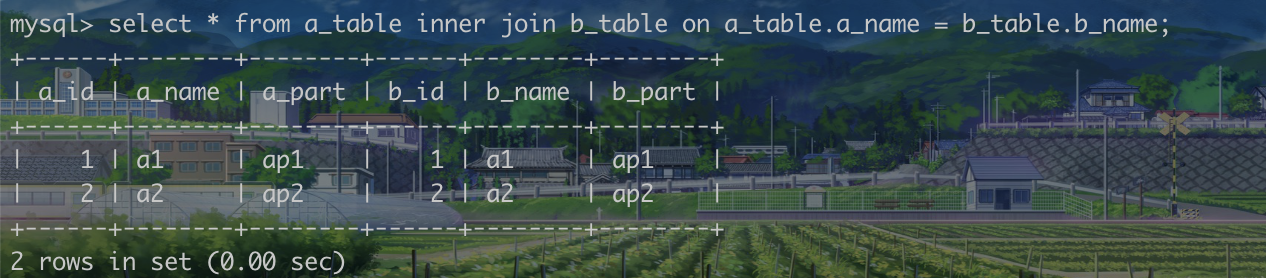 mysql> select * from a_table inner join b_table on a_table.a_name = b_table.b_name;
+------+--------+--------+------+--------+--------+
| a_id | a_name | a_part | b_id | b_name | b_part |
+------+--------+--------+------+--------+--------+
|    1 | a1     | ap1    |    1 | a1     | ap1    |
|    2 | a2     | ap2    |    2 | a2     | ap2    |
+------+--------+--------+------+--------+--------+
2 rows in set (0.00 sec)